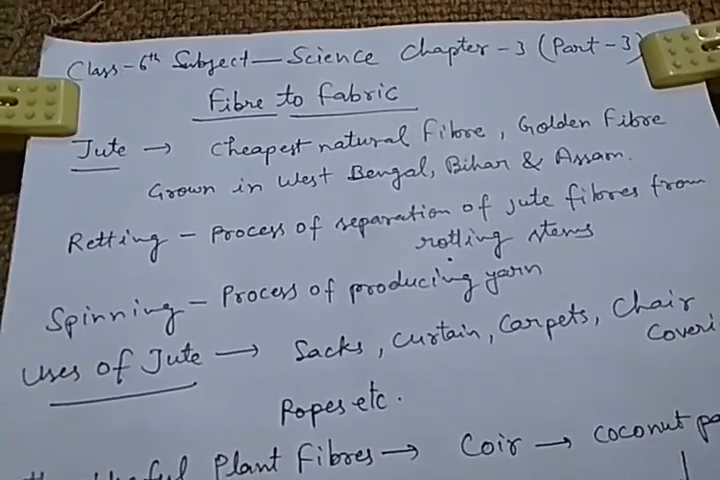 Class-6th Subject—Science Chapter-3 (Part-3)
Fibre to Fabric
Jute → Cheapest natural Fibre, Golden Fibre
Grown in West Bengal, Bihar & Assam.
Retting - Process of separation of jute fibres from
rotting stems
Spinning - Process of producing yarn
Uses of Jute → Sacks, Curtain, Carpets, Chair
Coveri
Ropes etc.
Plant Fibres → Coir → Coconut